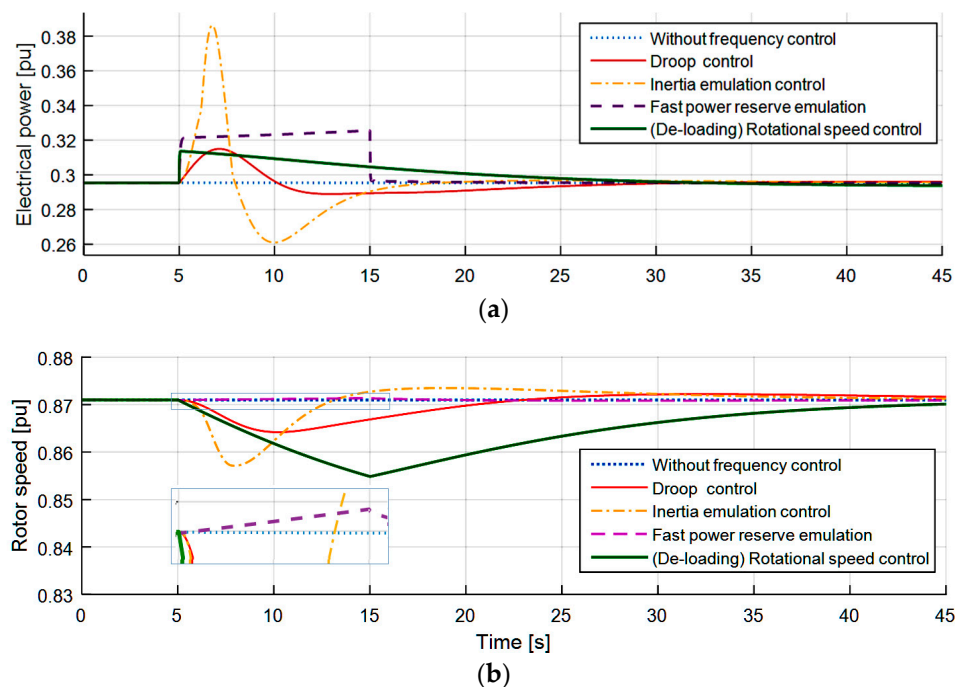 Electrical power [pu]
0.38
0.36
0.34
0.32
0.3
0.28
0.26
Without frequency control
Droop control
Inertia emulation control
Fast power reserve emulation
(De-loading) Rotational speed control
0 5 10 15 20 25 30 35 40 45
(a)
Rotor speed [pu]
0.88
0.87
0.86
0.85
0.84
0.83
Without frequency control
Droop control
Inertia emulation control
Fast power reserve emulation
(De-loading) Rotational speed control
0 5 10 15 20 25 30 35 40 45
Time [s]
(b)